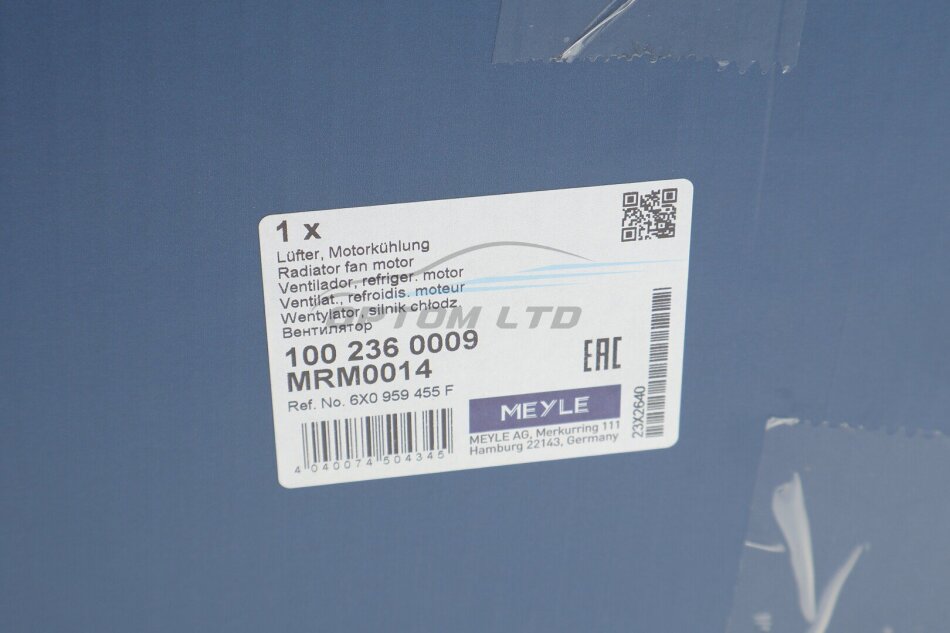 1 x
Lüfter, Motorkühlung
Radiator fan motor
Ventilador, refriger. motor
Ventilat., refroidis. moteur
Wentylator, silnik chłodz.
Вентилятор
OPTOM LTD
100 236 0009
MRM0014
Ref. No. 6X0 959 455 F
4 040074 504345
EAC
MEYLE
MEYLE AG, Merkurring 111
Hamburg 22143, Germany
23X2640